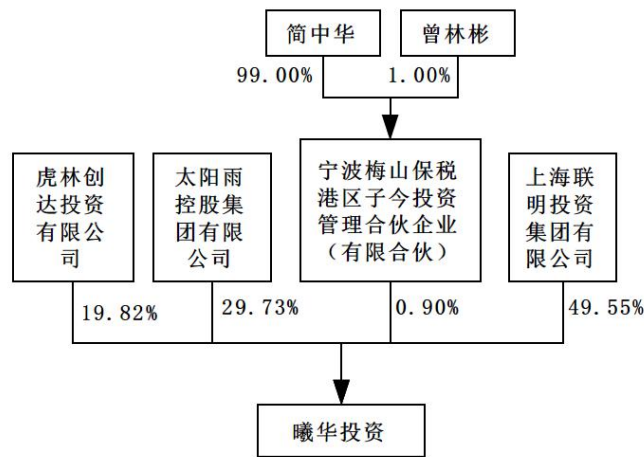 简中华
曾林彬
99.00%
1.00%
虎林创
达投资
有限公
司
太阳雨
控股集
团有限
公司
宁波梅山保税
港区子今投资
管理合伙企业
（有限合伙）
上海联
明投资
集团有
限公司
19.82%
29.73%
0.90%
49.55%
曦华投资